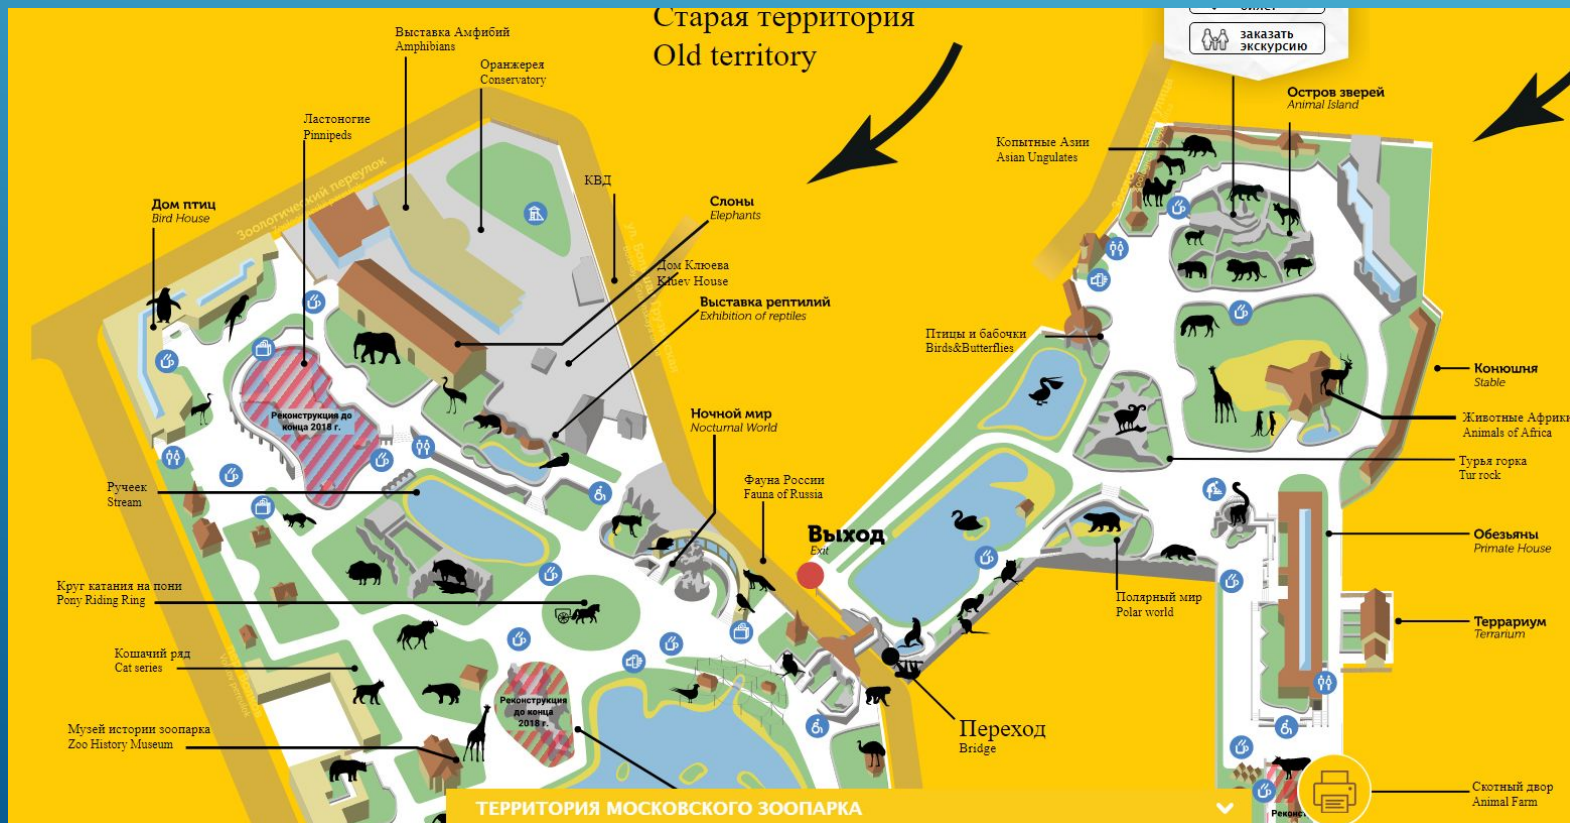 Старая территория
Old territory
билет
заказать
экскурсию
Выставка Амфибий
Amphibians
Оранжерея
Conservatory
Ластоногие
Pinnipeds
Остров зверей
Animal Island
Копытные Азии
Asian Ungulates
Зоологический переулок
КВД
Слоны
Elephants
Дом птиц
Bird House
Дом Клюева
Kluev House
Выставка рептилий
Exhibition of reptiles
Птицы и бабочки
Birds&Butterflies
Конюшня
Stable
Животные Африки
Animals of Africa
Реконструкция до
конца 2018 г.
Ночной мир
Nocturnal World
Турья горка
Tur rock
Ручеек
Stream
Фауна России
Fauna of Russia
Выход
Exit
Обезьяны
Primate House
Круг катания на пони
Pony Riding Ring
Полярный мир
Polar world
Террариум
Terrarium
Кошачий ряд
Cat series
Реконструкция
до конца
2018 г.
Музей истории зоопарка
Zoo History Museum
Переход
Bridge
Скотный двор
Animal Farm
ТЕРРИТОРИЯ МОСКОВСКОГО ЗООПАРКА